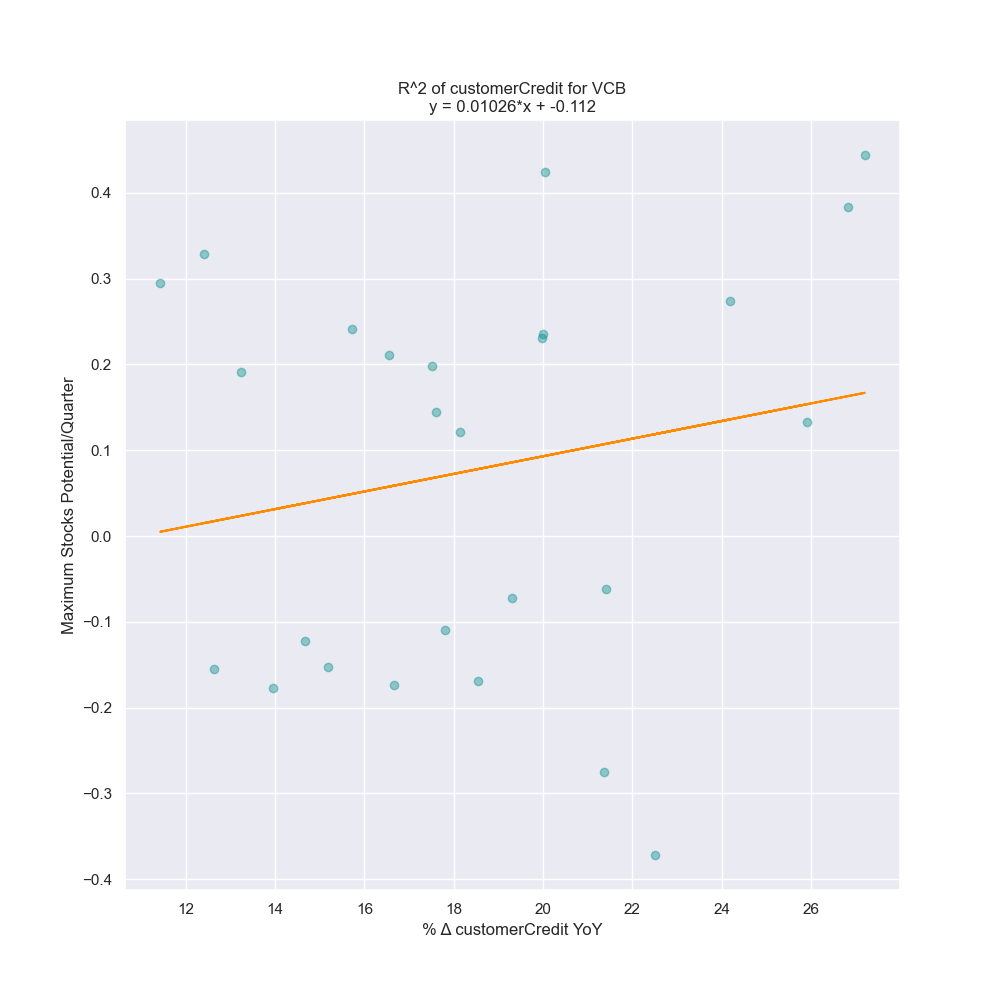 R^2 of customerCredit for VCB
y = 0.01026*x + -0.112
Maximum Stocks Potential/Quarter
0.4
0.3
0.2
0.1
0.0
−0.1
−0.2
−0.3
−0.4
12 14 16 18 20 22 24 26
% Δ customerCredit YoY